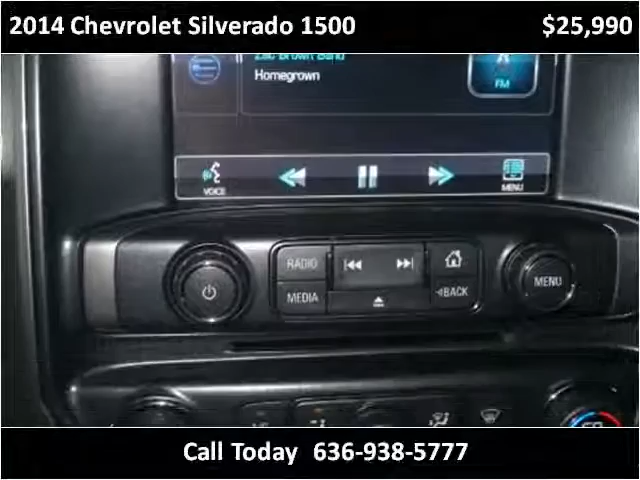 2014 Chevrolet Silverado 1500 $25,990
Zac Brown Band
Homegrown
FM
VOICE MENU
RADIO
MEDIA
BACK
MENU
Call Today 636-938-5777